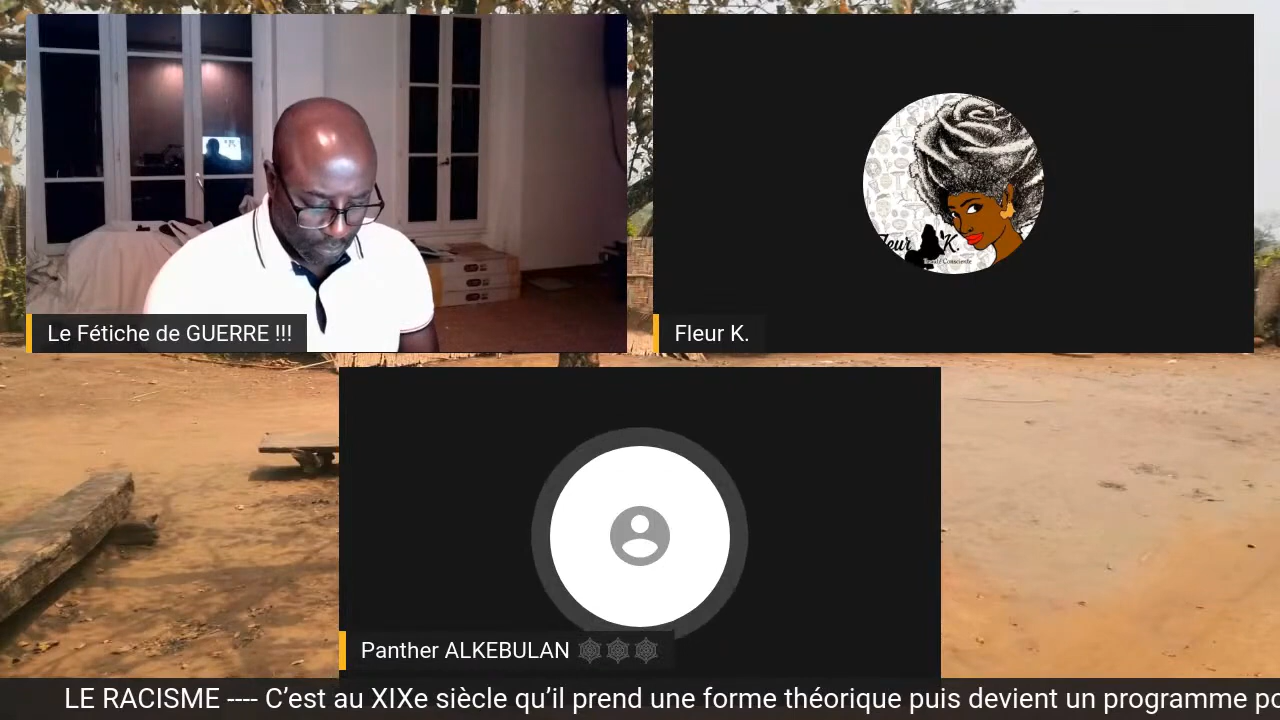 Le Fétiche de GUERRE !!!
Fleur K.
Panther ALKEBULAN
LE RACISME ---- C’est au XIXe siècle qu’il prend une forme théorique puis devient un programme